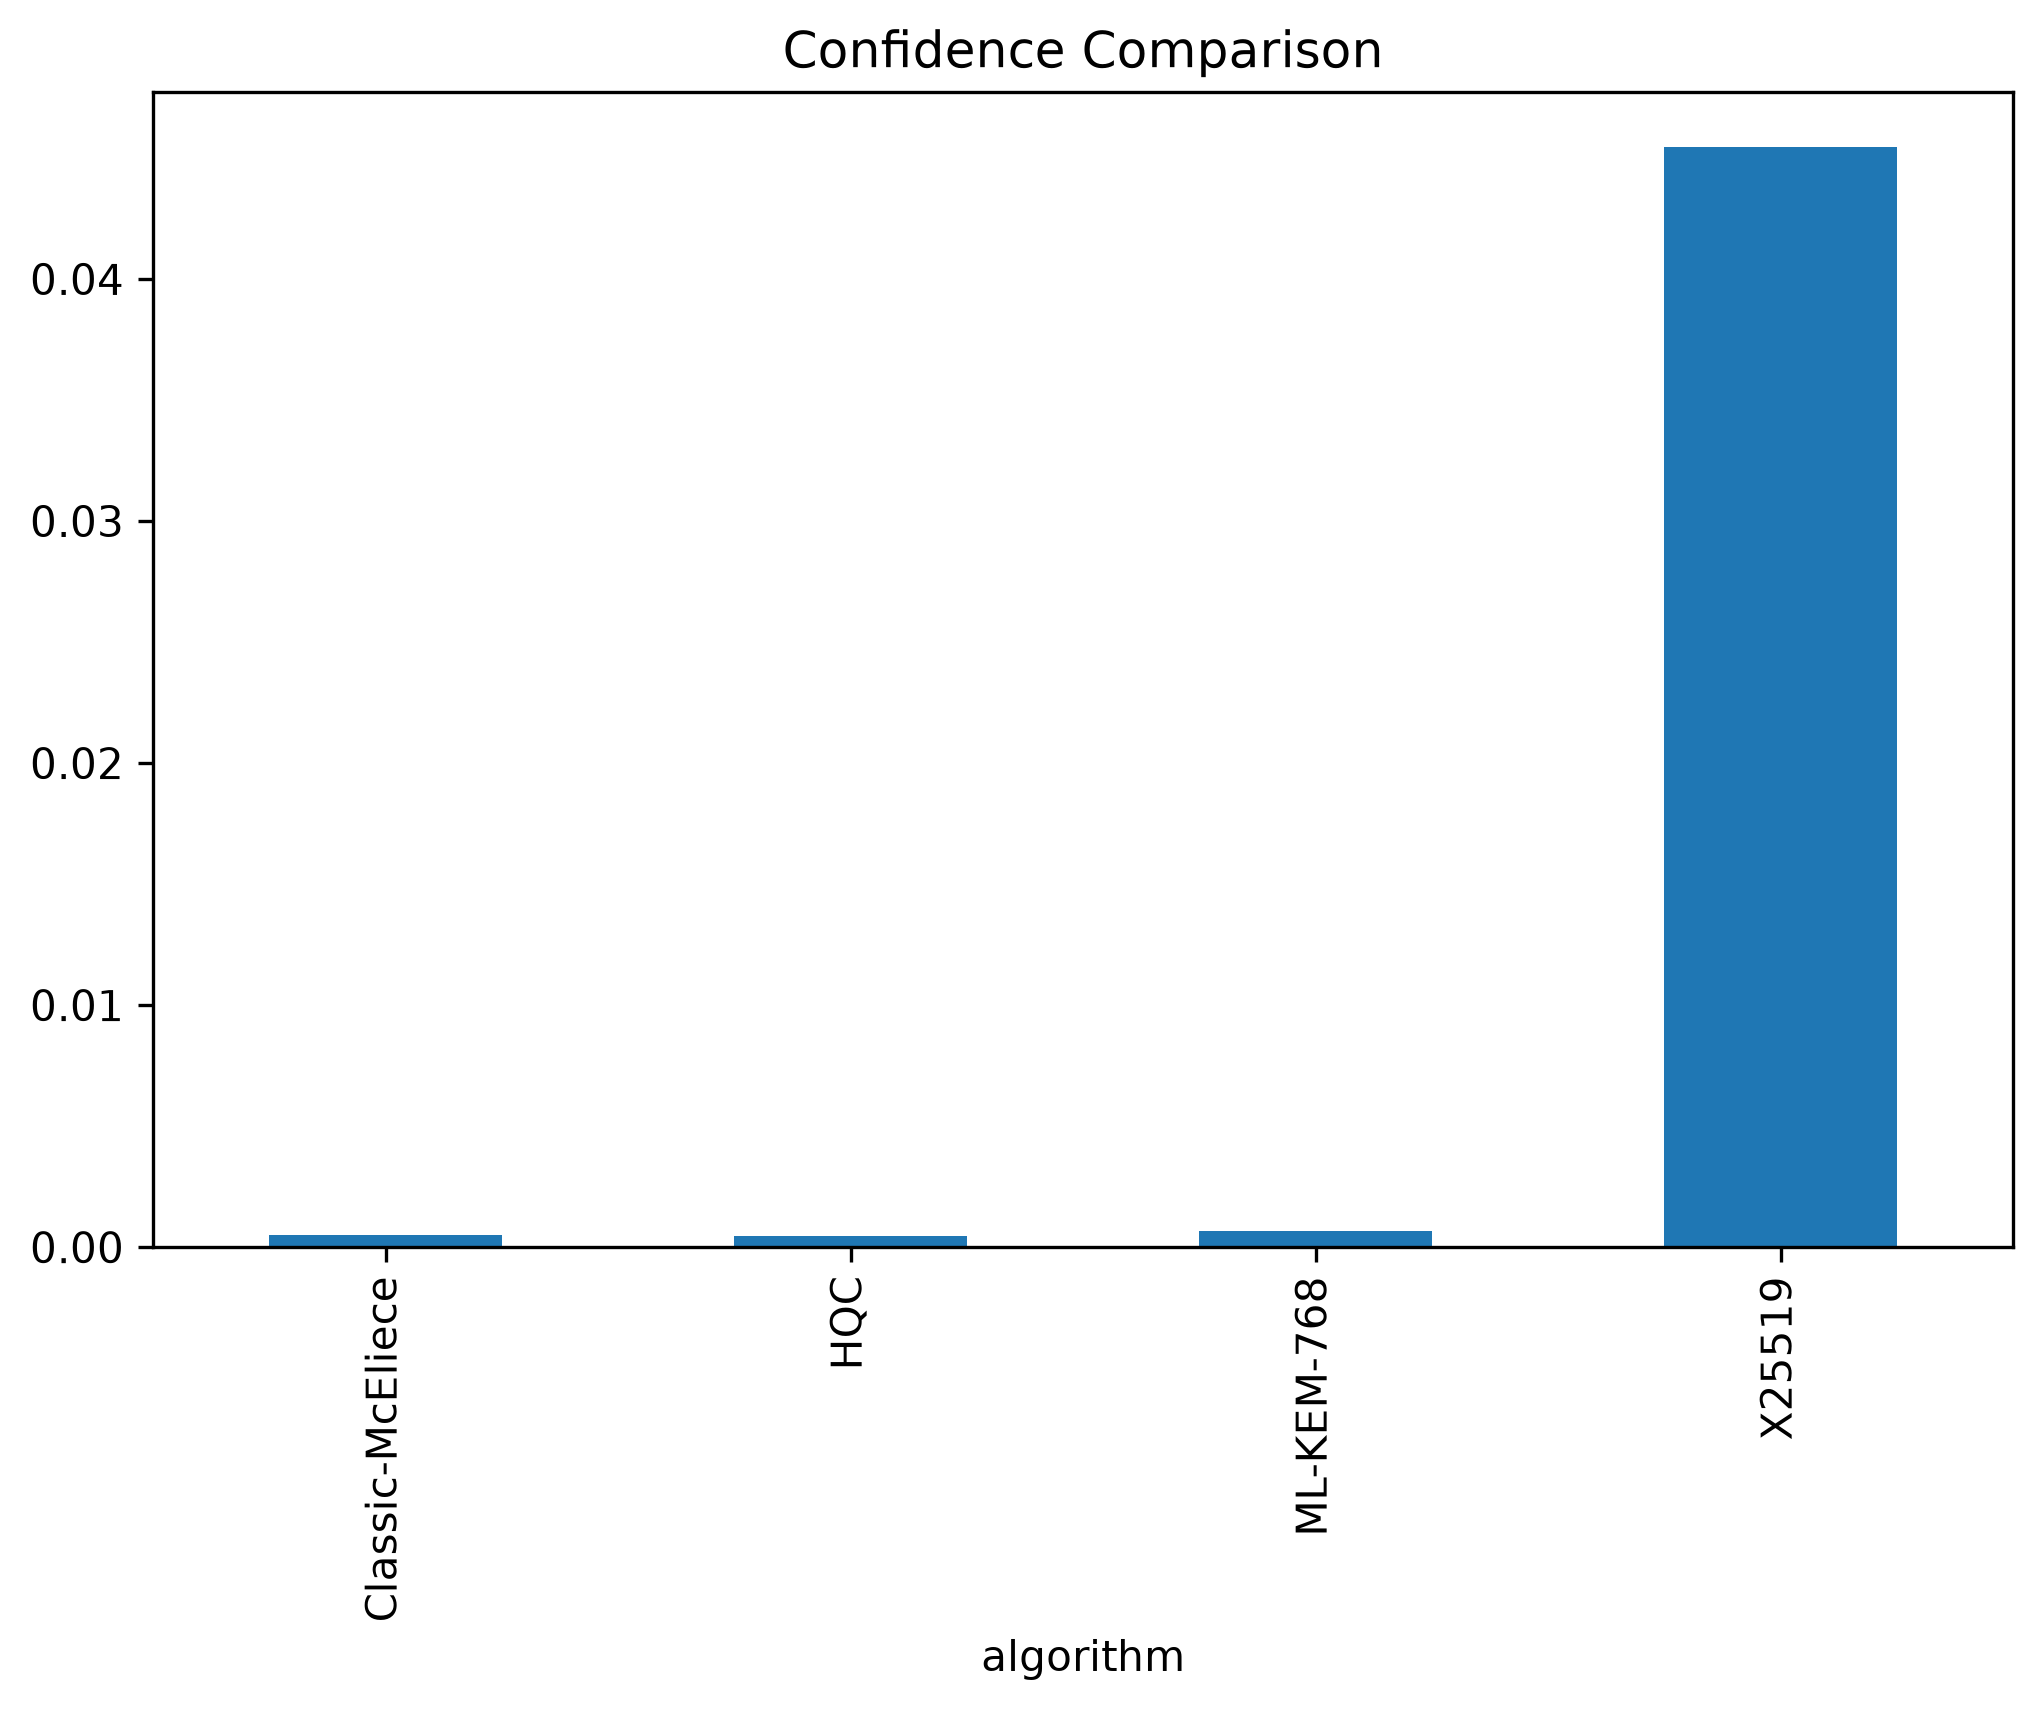 Confidence Comparison
0.04
0.03
0.02
0.01
0.00
Classic-McEliece
HQC
ML-KEM-768
X25519
algorithm